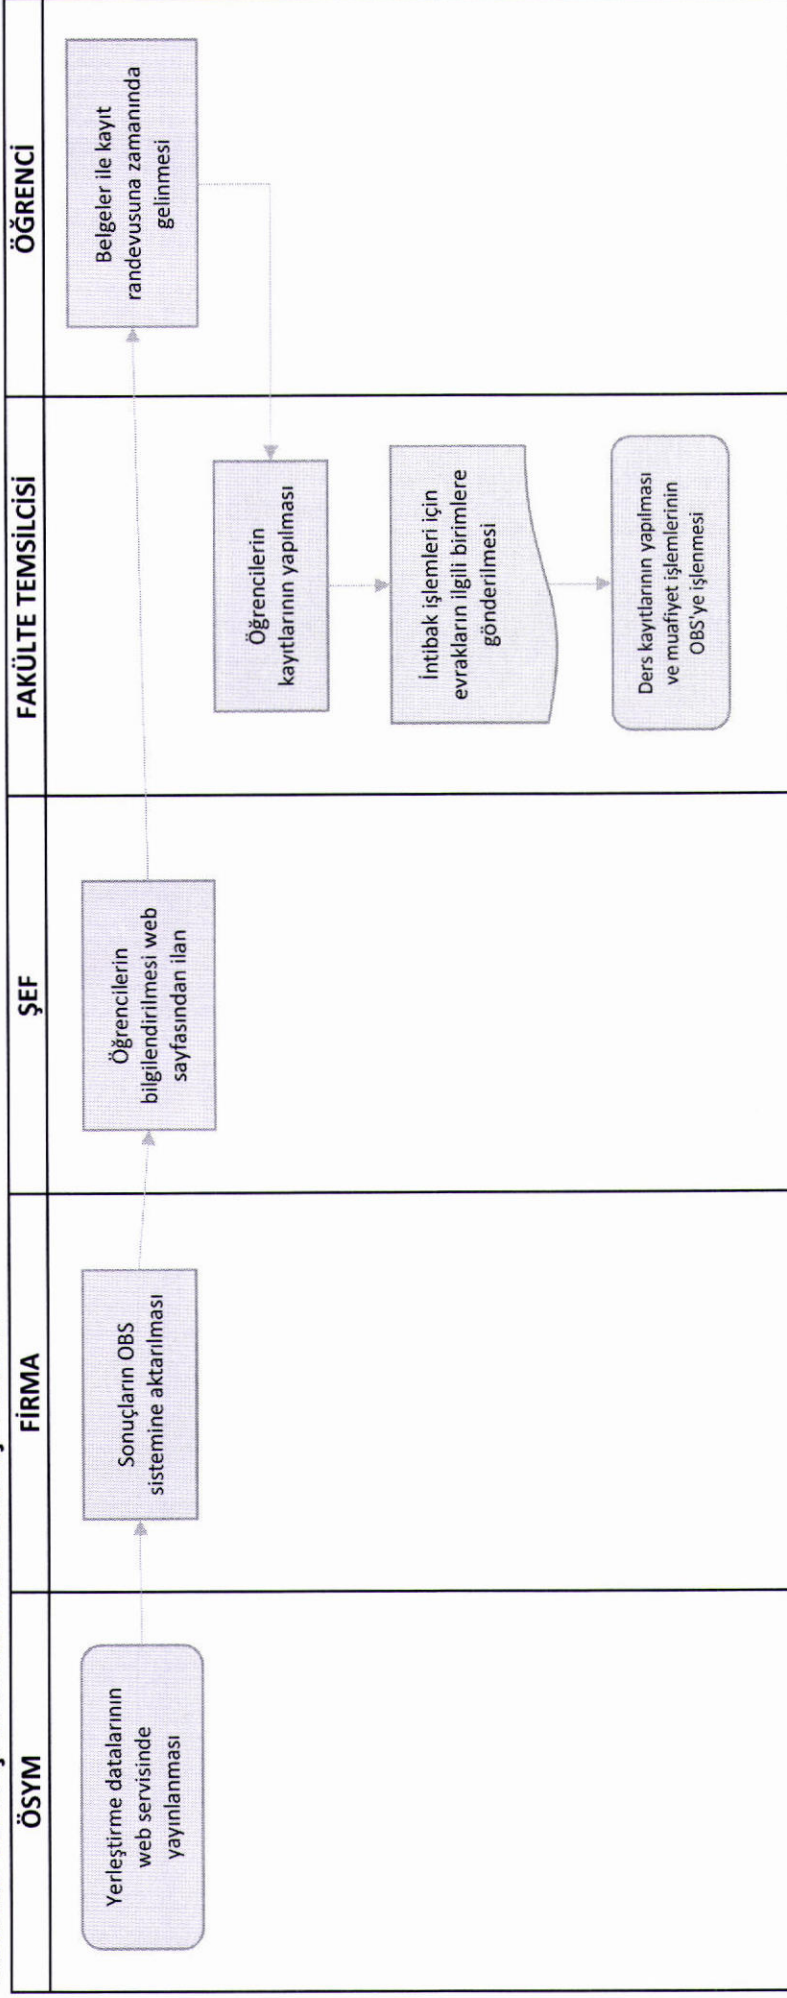 ÖSYM
FİRMA
ŞEF
FAKÜLTE TEMSİLCİSİ
ÖĞRENCİ
Yerleştirme datalarının
web servisinde
yayınlanması
Sonuçların OBS
sistemine aktarılması
Öğrencilerin
bilgilendirilmesi web
sayfasından ilan
Belgeler ile kayıt
randevusuna zamanında
gelinmesi
Öğrencilerin
kayıtlarının yapılması
İntibak işlemleri için
evrakların ilgili birimlere
gönderilmesi
Ders kayıtlarının yapılması
ve muafiyet işlemlerinin
OBS'ye işlenmesi